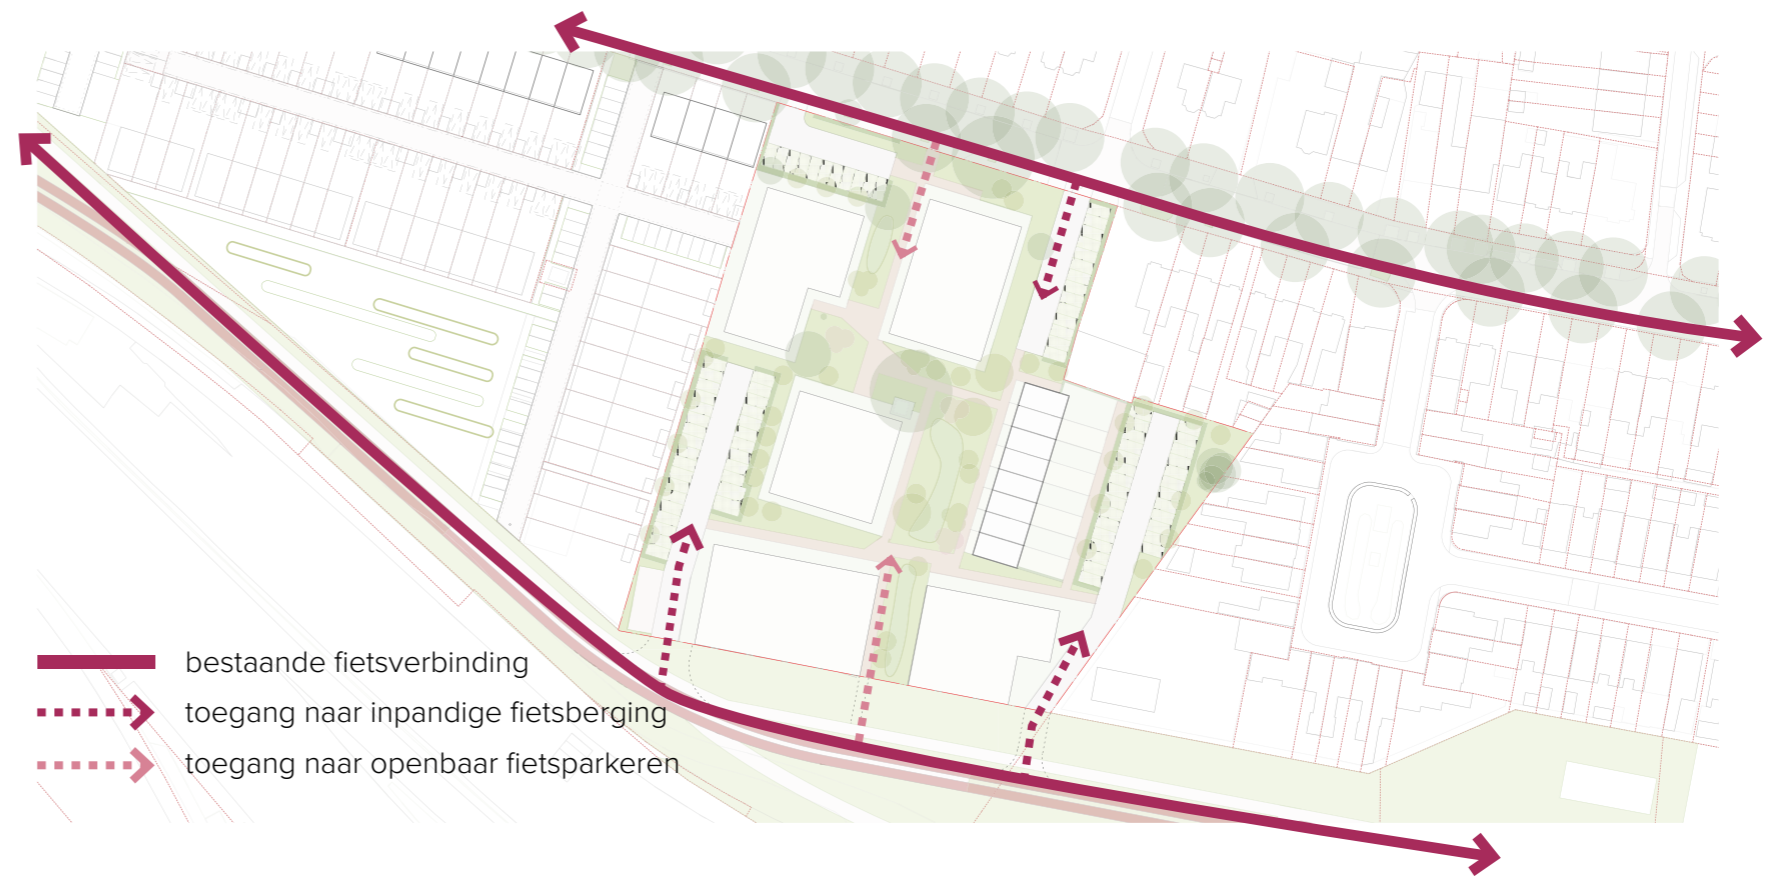 bestaande fietsverbinding
toegang naar inpandige fietsberging
toegang naar openbaar fietsparkeren